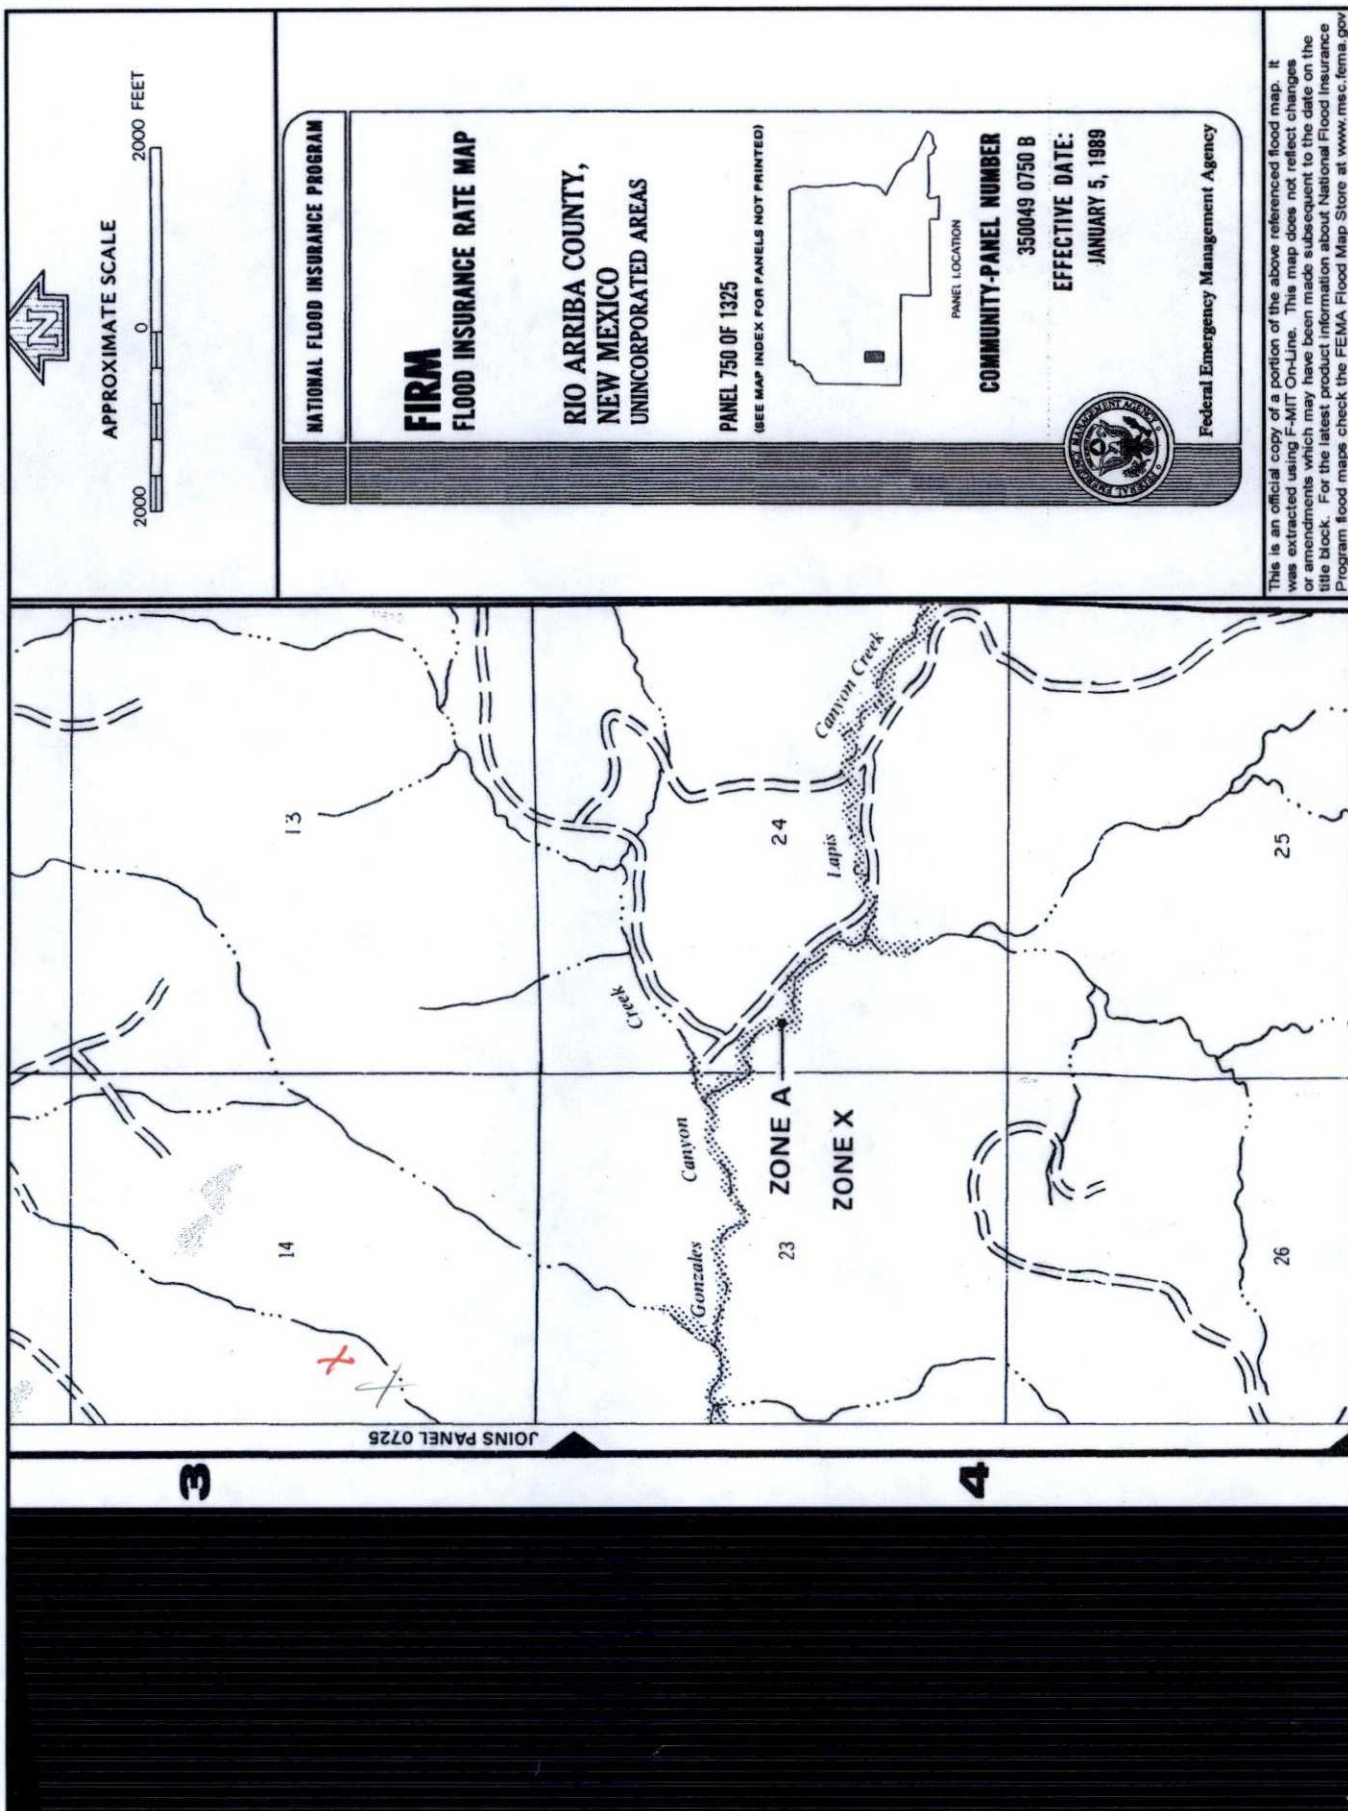 APPROXIMATE SCALE
2000 0 2000 FEET
N
NATIONAL FLOOD INSURANCE PROGRAM
FIRM
FLOOD INSURANCE RATE MAP
RIO ARRIBA COUNTY,
NEW MEXICO
UNINCORPORATED AREAS
PANEL 750 OF 1325
(SEE MAP INDEX FOR PANELS NOT PRINTED)
PANEL LOCATION
COMMUNITY-PANEL NUMBER
350049 0750 B
EFFECTIVE DATE:
JANUARY 5, 1989
FEDERAL EMERGENCY MANAGEMENT AGENCY
Federal Emergency Management Agency
This is an official copy of a portion of the above referenced flood map. It
was extracted using F-MIT On-Line. This map does not reflect changes
or amendments which may have been made subsequent to the date on the
title block. For the latest product information about National Flood Insurance
Program flood maps check the FEMA Flood Map Store at www.msc.fema.gov
3
JOINS PANEL 0725
14
13
Gonzales
Canyon
Creek
ZONE A
ZONE X
23
24
Lapis
Canyon Creek
4
26
25